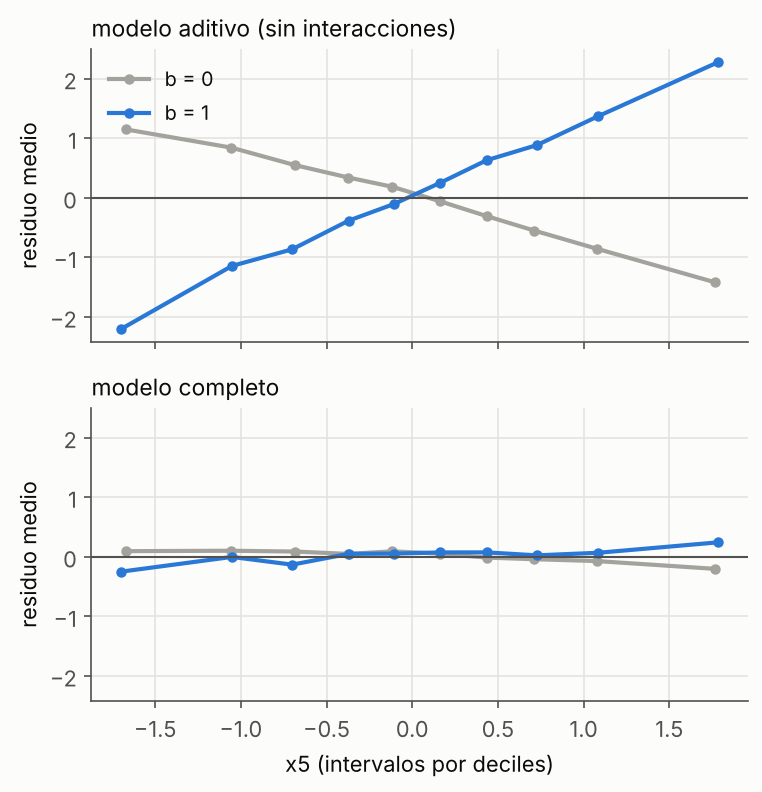 modelo aditivo (sin interacciones)
b = 0
b = 1
2
1
0
−1
−2
residuo medio
modelo completo
2
1
0
−1
−2
residuo medio
−1.5 −1.0 −0.5 0.0 0.5 1.0 1.5
x5 (intervalos por deciles)